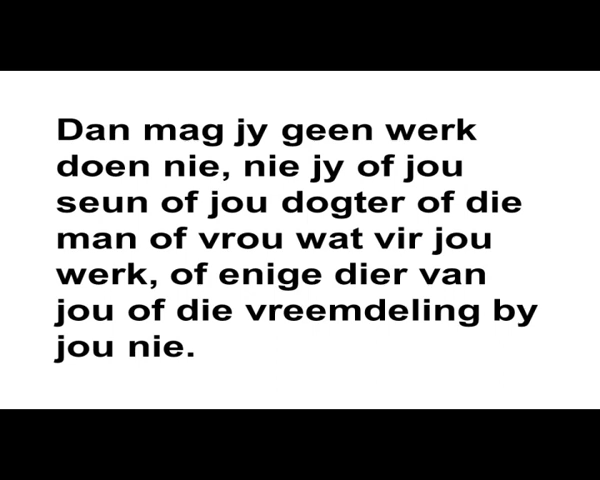 Dan mag jy geen werk
doen nie, nie jy of jou
seun of jou dogter of die
man of vrou wat vir jou
werk, of enige dier van
jou of die vreemdeling by
jou nie.